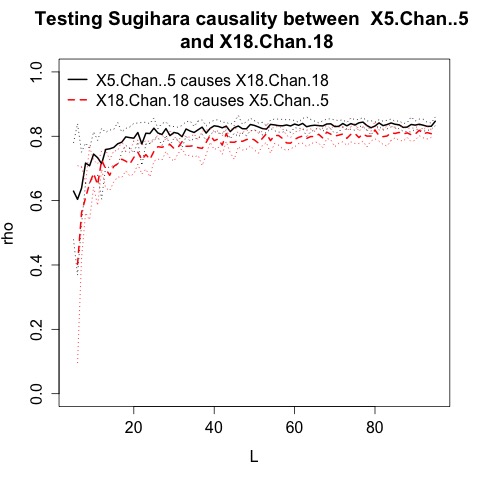 Testing Sugihara causality between  X5.Chan..5
and X18.Chan.18
X5.Chan..5 causes X18.Chan.18
X18.Chan.18 causes X5.Chan..5
rho
1.0
0.8
0.6
0.4
0.2
0.0
20 40 60 80
L